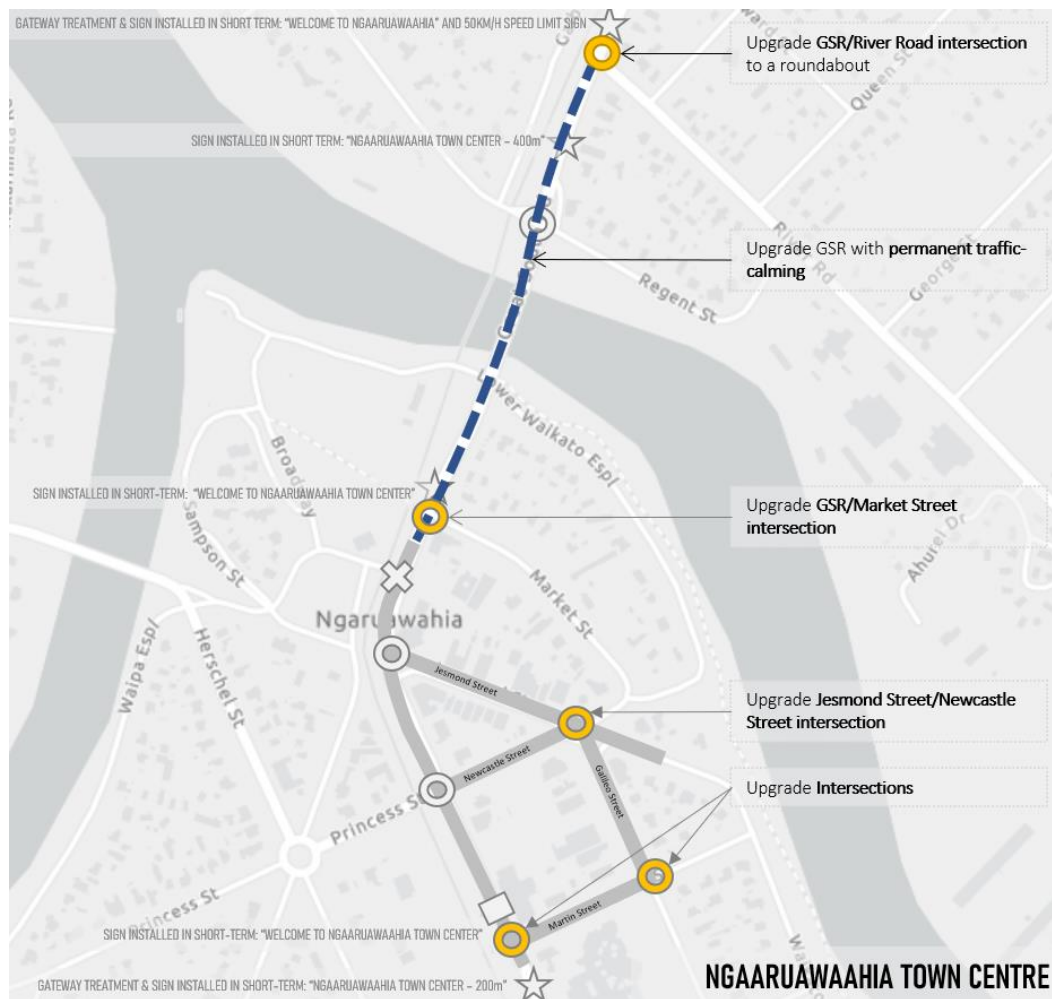 GATEWAY TREATMENT & SIGN INSTALLED IN SHORT TERM: "WELCOME TO NGAARUAWAAHIA" AND 50KM/H SPEED LIMIT SIGN
Upgrade GSR/River Road intersection
to a roundabout
Queen St
SIGN INSTALLED IN SHORT TERM: "NGAARUAWAAHIA TOWN CENTER – 400m"
River Rd
Upgrade GSR with permanent traffic-
calming
George St
Regent St
Lower Waikato Espl
Broadway
SIGN INSTALLED IN SHORT-TERM: "WELCOME TO NGAARUAWAAHIA TOWN CENTER"
Upgrade GSR/Market Street
intersection
Sampson St
Ahurei Dr
Market St
Ngaruawahia
Waipa Espl
Herschel St
Jesmond Street
Upgrade Jesmond Street/Newcastle
Street intersection
Newcastle Street
Galileo Street
Upgrade Intersections
Princess St
Princess St
Martin Street
SIGN INSTALLED IN SHORT-TERM: "WELCOME TO NGAARUAWAAHIA TOWN CENTER"
GATEWAY TREATMENT & SIGN INSTALLED IN SHORT-TERM: "NGAARUAWAAHIA TOWN CENTER – 200m"
NGAARUAWAAHIA TOWN CENTRE